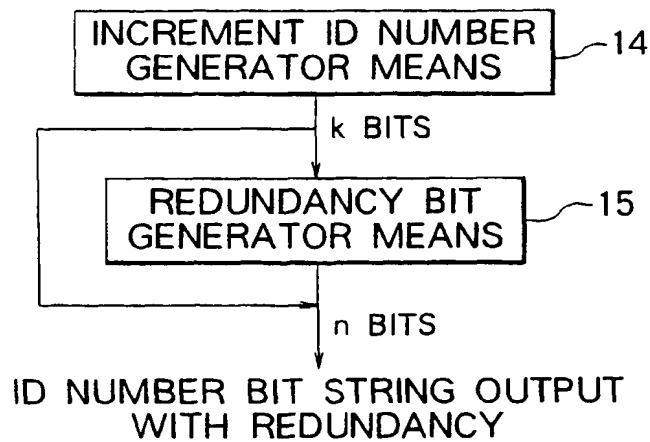 INCREMENT ID NUMBER
GENERATOR MEANS
14
k BITS
REDUNDANCY BIT
GENERATOR MEANS
15
n BITS
ID NUMBER BIT STRING OUTPUT
WITH REDUNDANCY